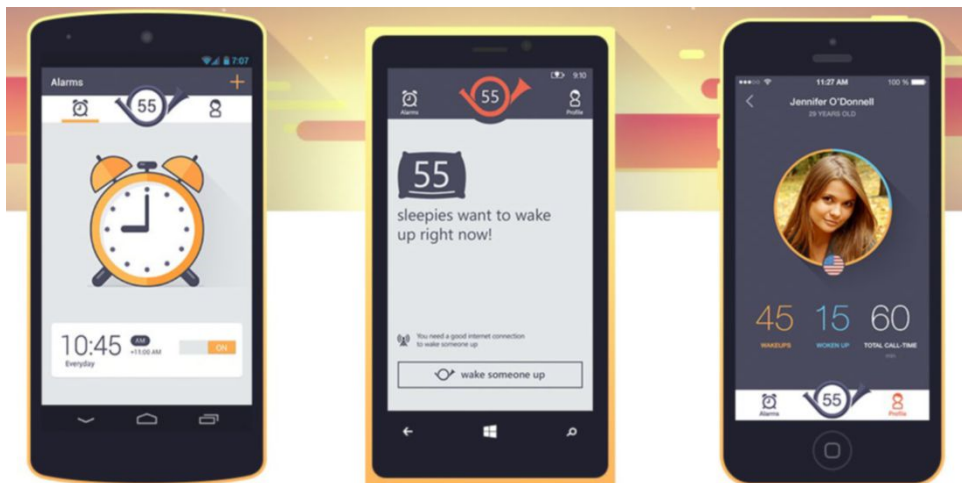 7:07
Alarms
+
55
10:45 AM
+11:00 AM
Everyday
ON
9:10
55
Alarms
Profile
55
sleepies want to wake
up right now!
You need a good internet connection
to wake someone up
wake someone up
11:27 AM
100 %
Jennifer O'Donnell
29 YEARS OLD
45
15
60
WAKEUPS
WOKEN UP
TOTAL CALL-TIME
55
Alarms
Profile